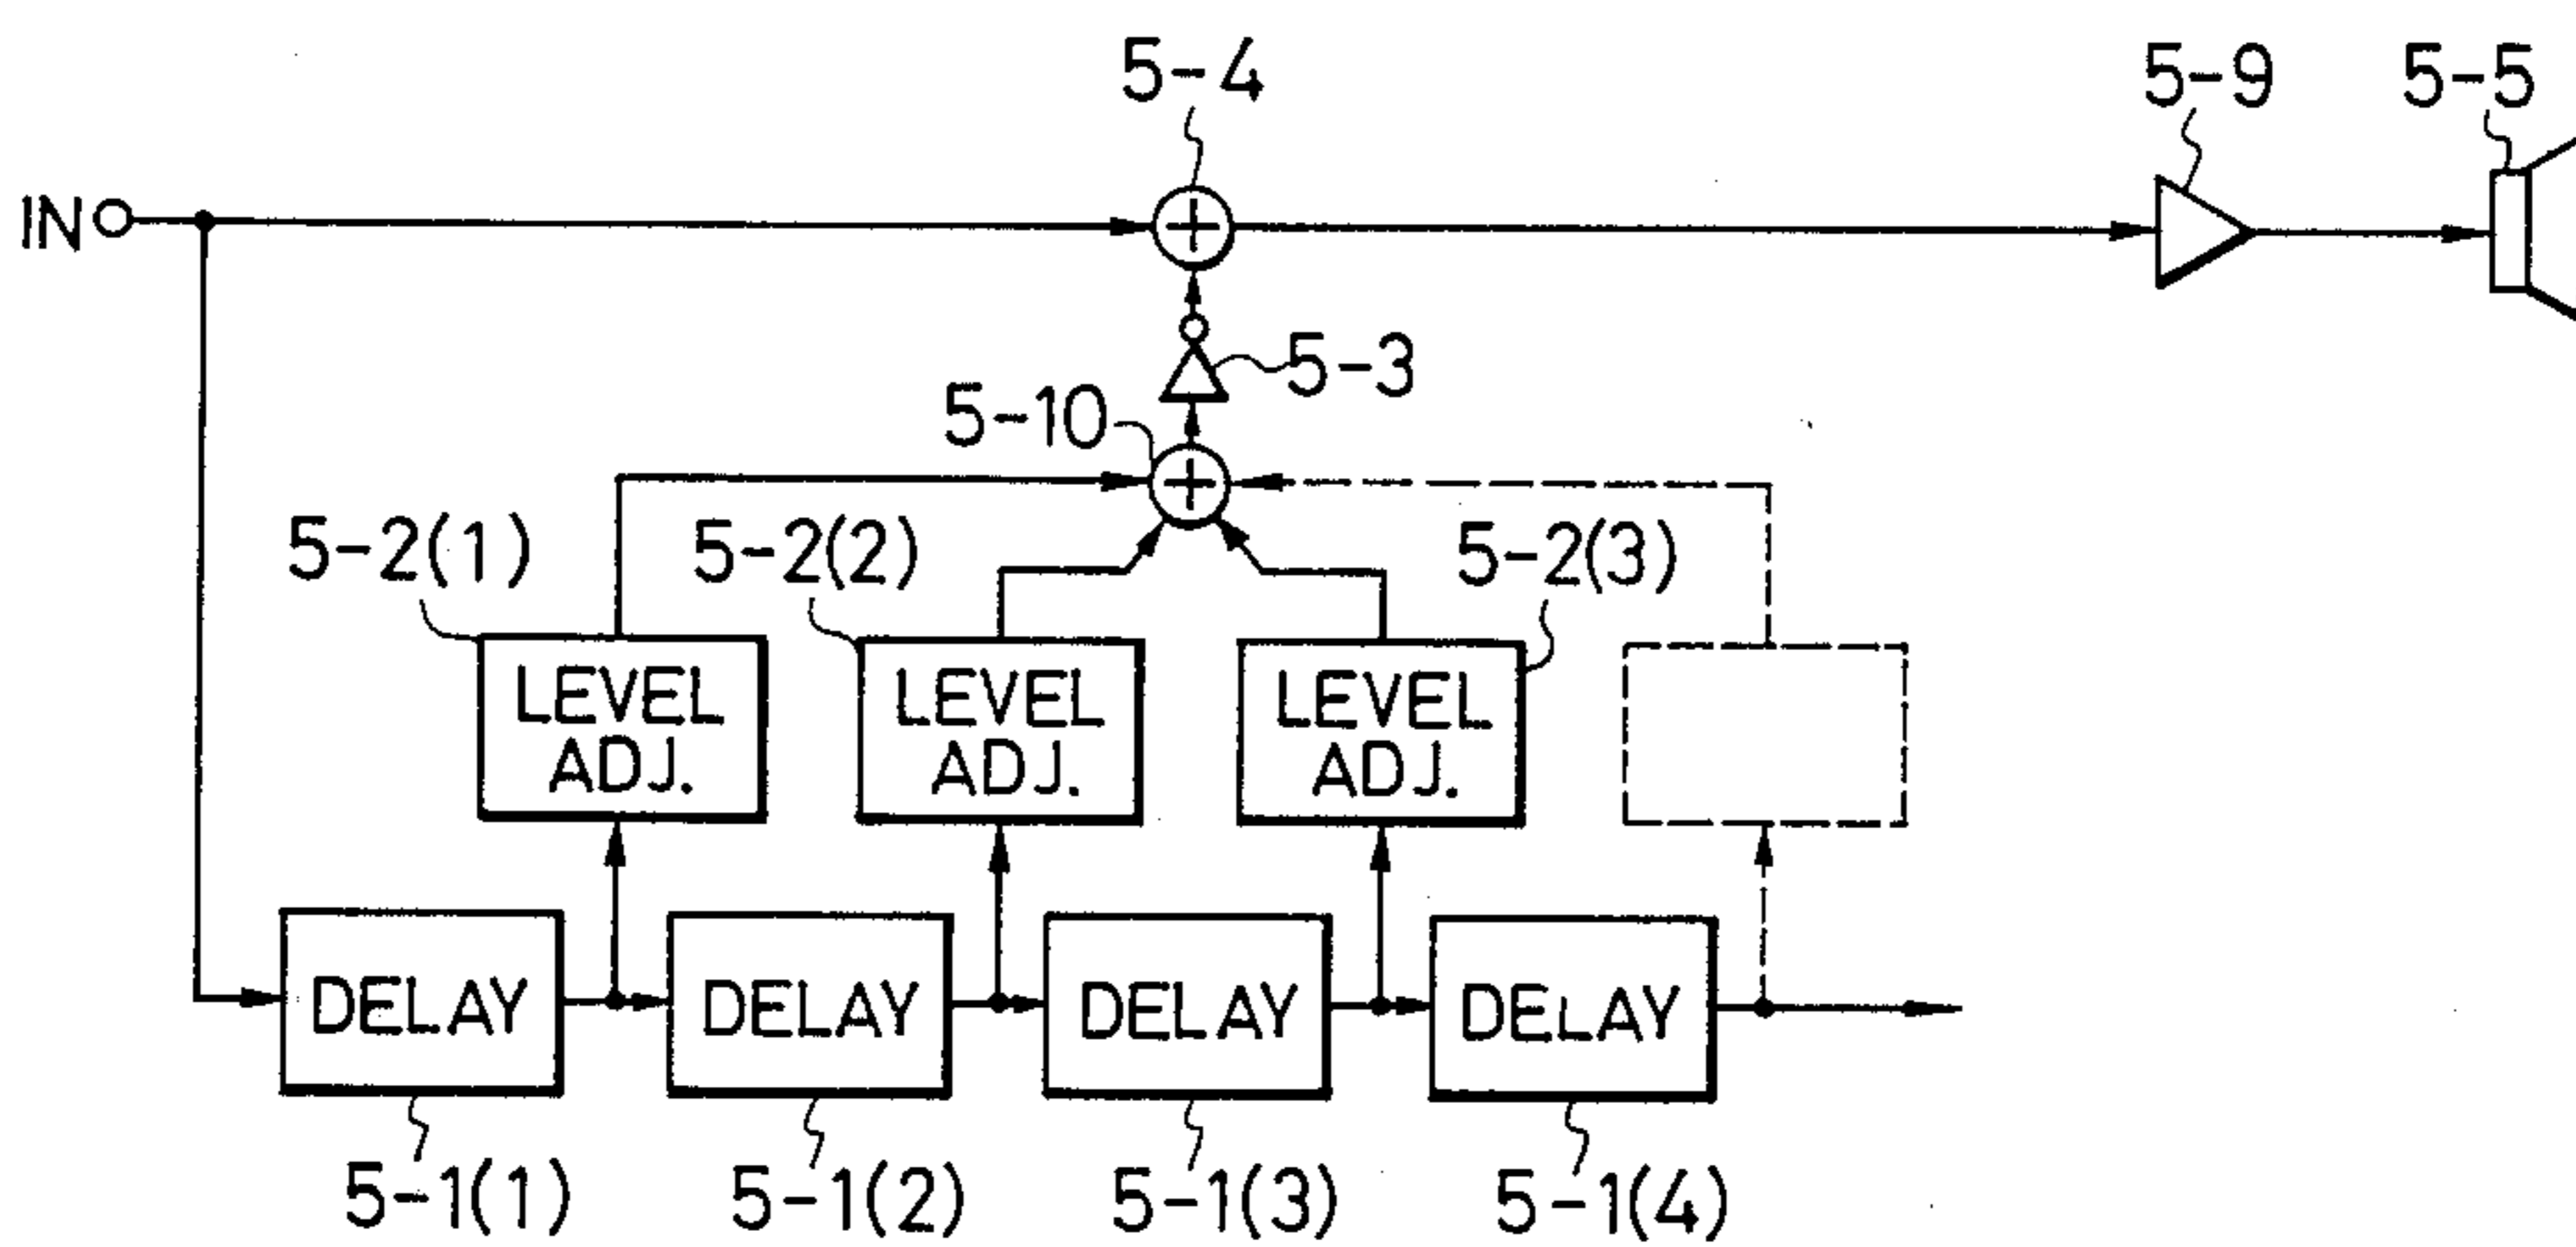 5-4
5-9
5-5
IN
5-3
5-10
5-2(1)
5-2(2)
5-2(3)
LEVEL
ADJ.
LEVEL
ADJ.
LEVEL
ADJ.
DELAY
DELAY
DELAY
DELAY
5-1(1)
5-1(2)
5-1(3)
5-1(4)